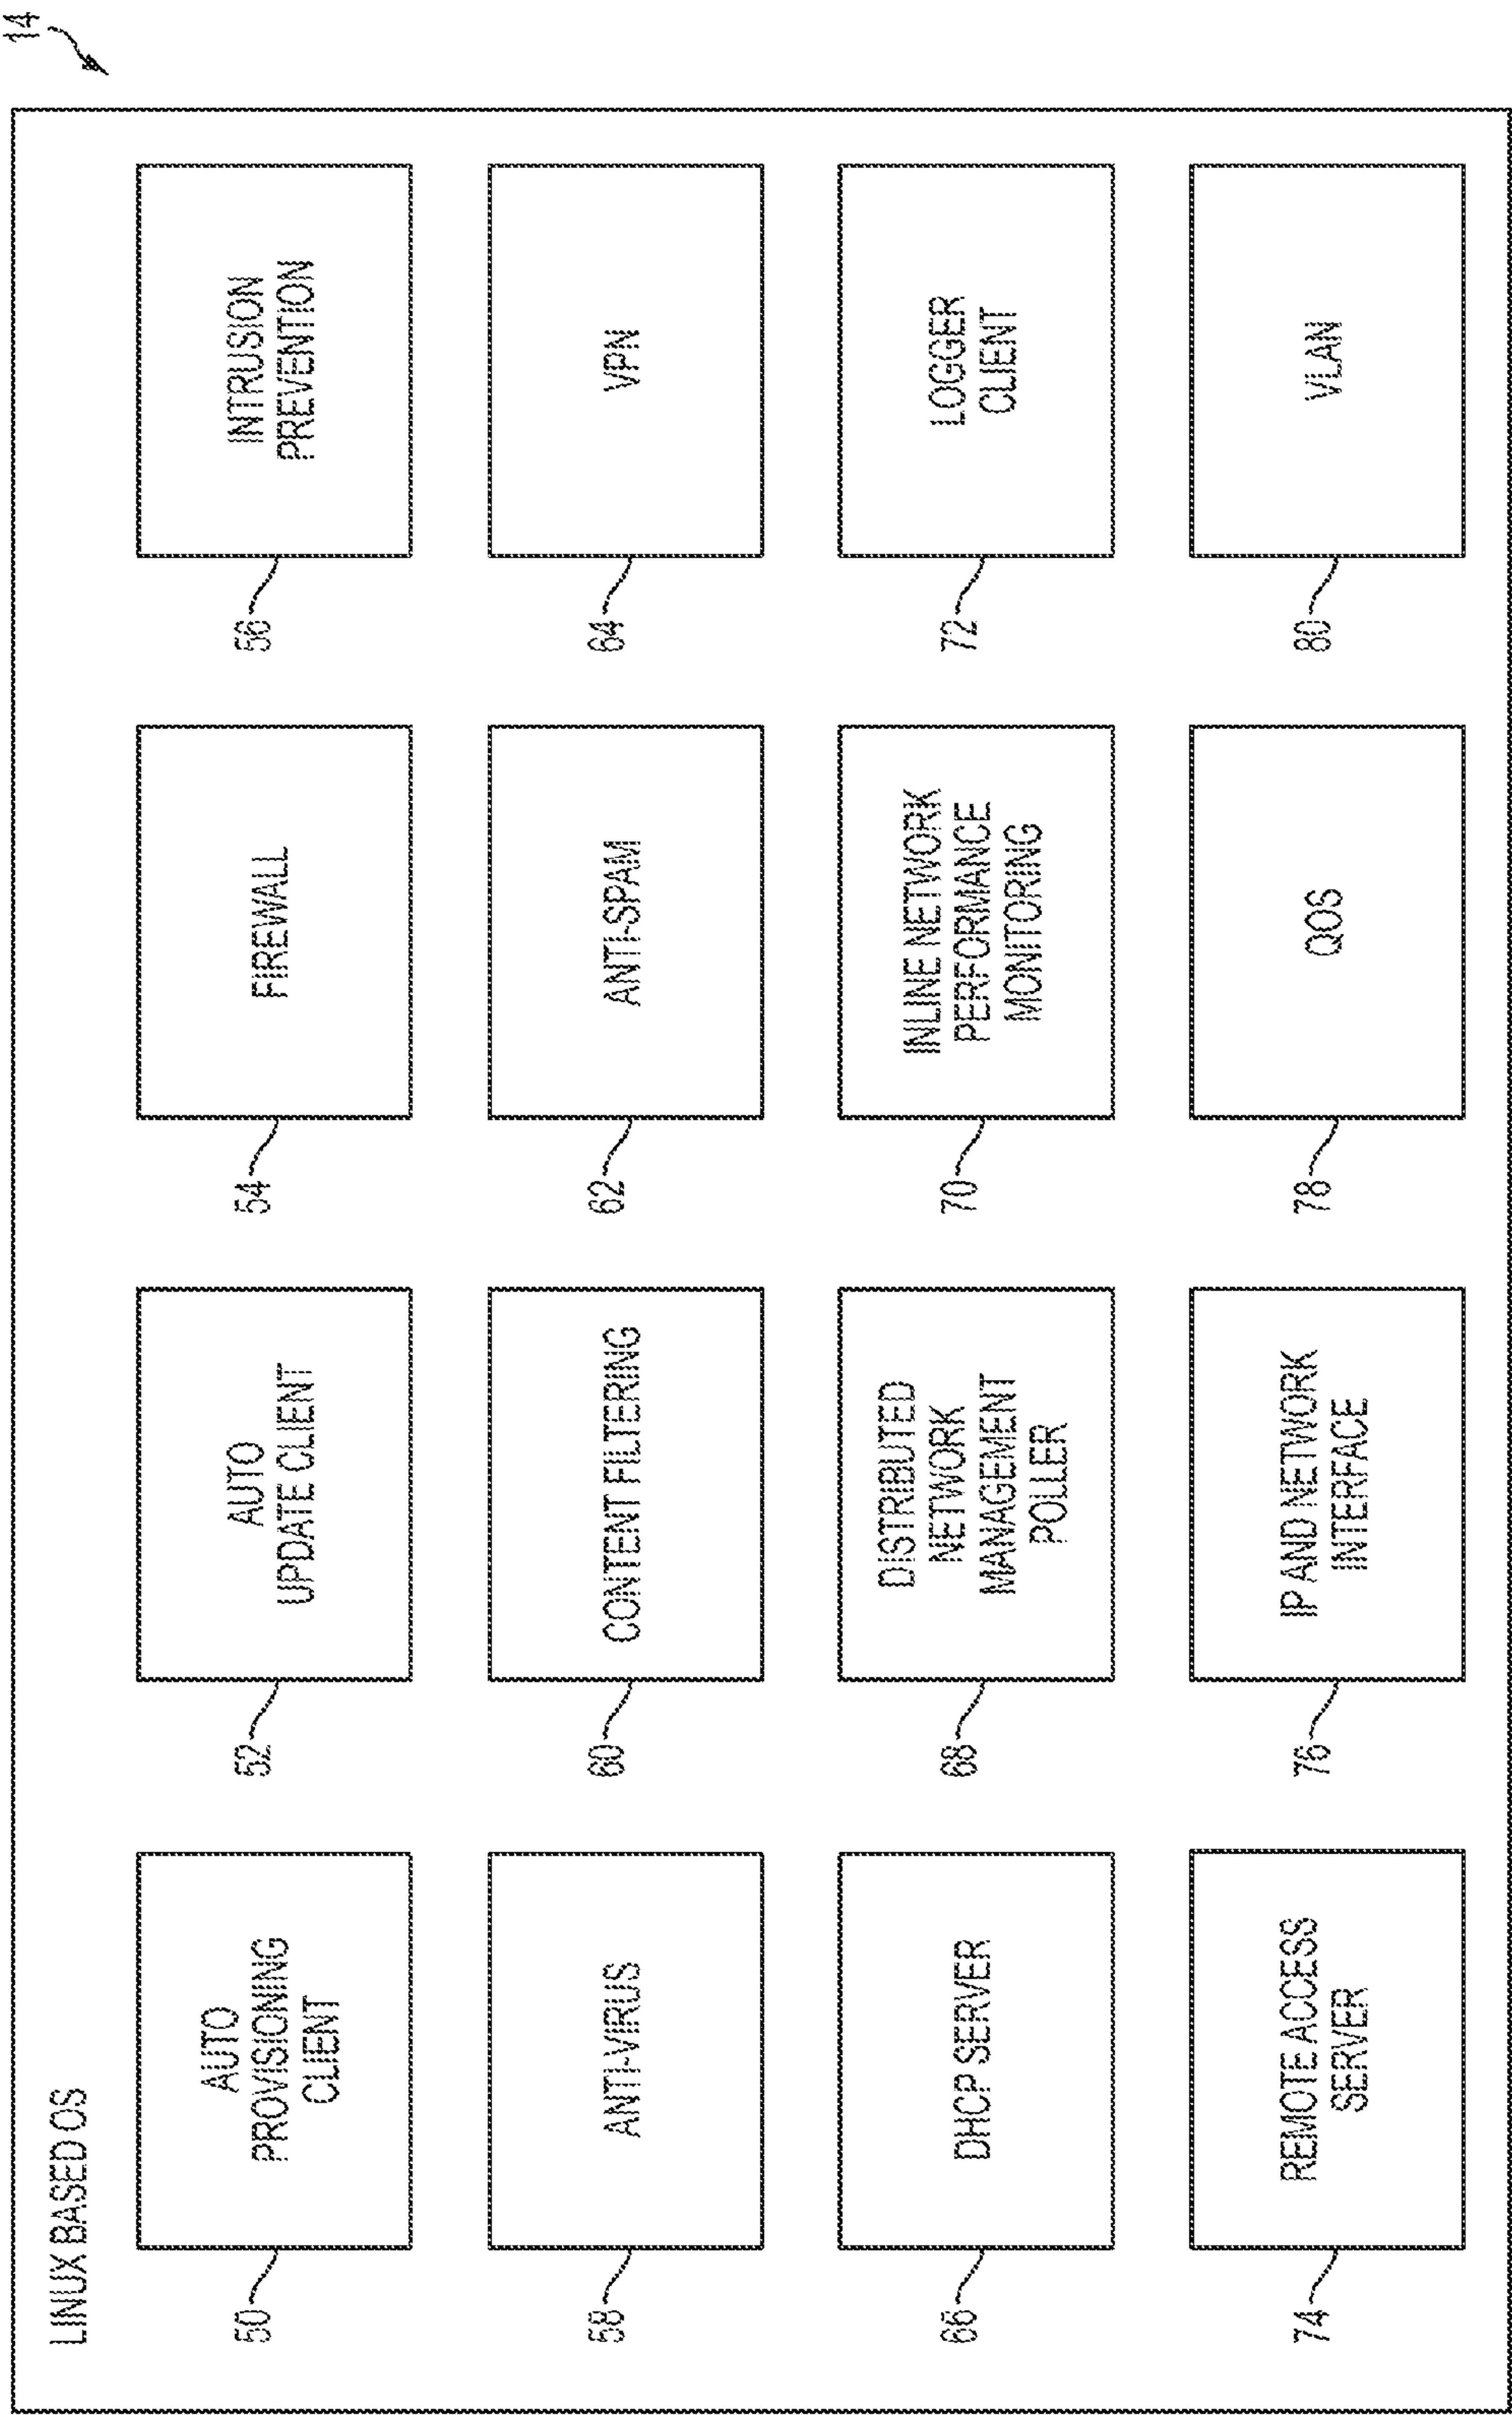 14
LINUX BASED OS
50
AUTO
PROVISIONING
CLIENT
52
AUTO
UPDATE CLIENT
54
FIREWALL
56
INTRUSION
PREVENTION
58
ANTI-VIRUS
60
CONTENT FILTERING
62
ANTI-SPAM
64
VPN
66
DHCP SERVER
68
DISTRIBUTED
NETWORK
MANAGEMENT
POLLER
70
INLINE NETWORK
PERFORMANCE
MONITORING
72
LOGGER
CLIENT
74
REMOTE ACCESS
SERVER
76
IP AND NETWORK
INTERFACE
78
QOS
80
VLAN